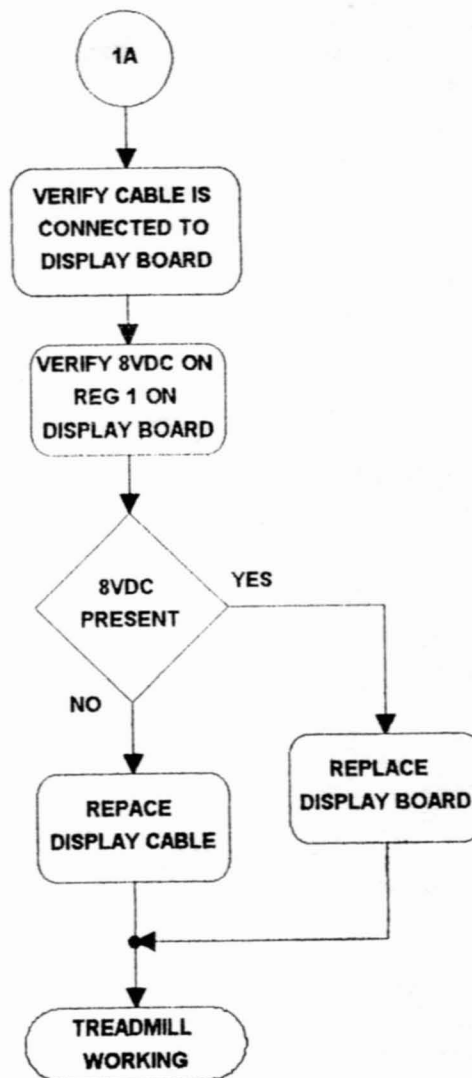 1A
VERIFY CABLE IS
CONNECTED TO
DISPLAY BOARD
VERIFY 8VDC ON
REG 1 ON
DISPLAY BOARD
8VDC
PRESENT
YES
NO
REPACE
DISPLAY CABLE
REPLACE
DISPLAY BOARD
TREADMILL
WORKING